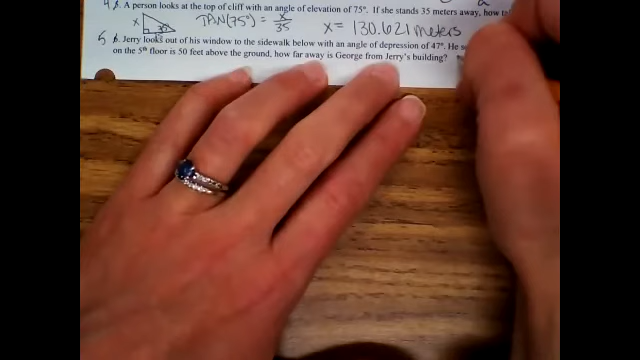 4 A person looks at the top of cliff with an angle of elevation of 75°. If she stands 35 meters away, how
x TAN(75°) = x/35 x = 130.621 meters
5 Jerry looks out of his window to the sidewalk below with an angle of depression of 47°. He
on the 5th floor is 50 feet above the ground, how far away is George from Jerry's building?